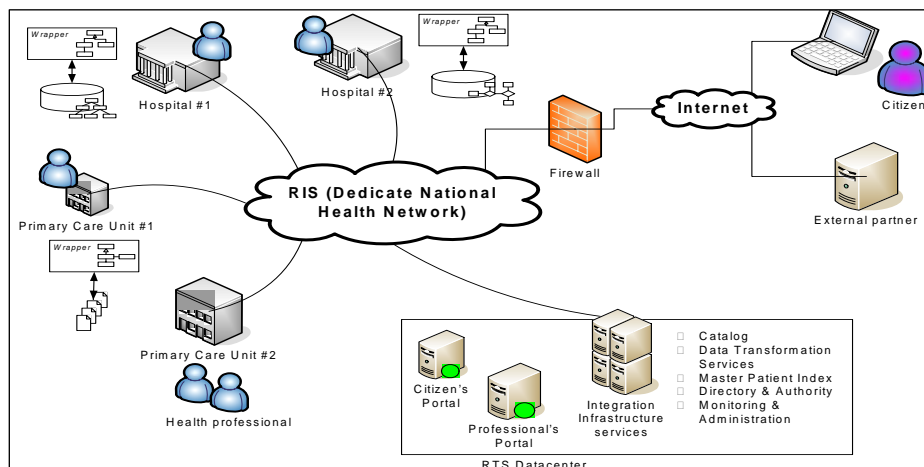 Wrapper
Hospital #1
Wrapper
Hospital #2
Internet
Citizen
Firewall
RIS (Dedicate National
Health Network)
External partner
Primary Care Unit #1
Wrapper
Primary Care Unit #2
Health professional
Citizen's
Portal
Professional's
Portal
Integration
Infrastructure
services
Catalog
Data Transformation
Services
Master Patient Index
Directory & Authority
Monitoring &
Administration
RTS Datacenter